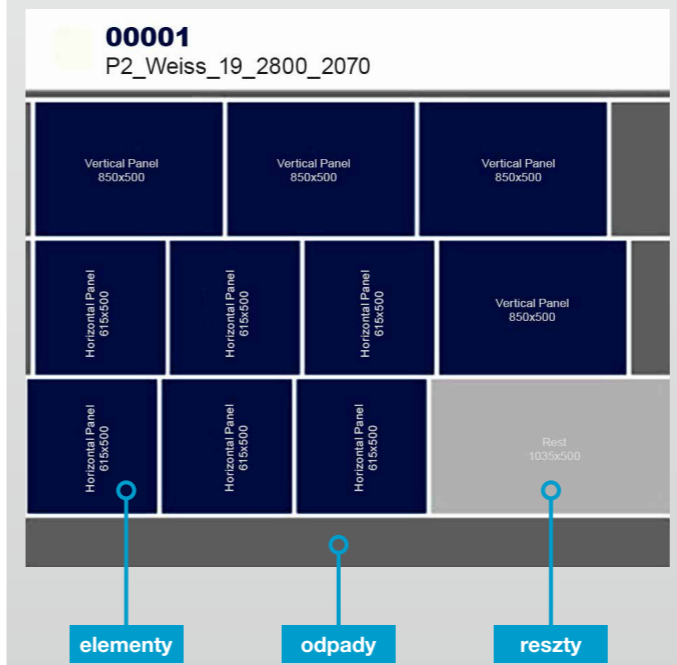 00001
P2_Weiss_19_2800_2070
Vertical Panel
850x500
Vertical Panel
850x500
Vertical Panel
850x500
Horizontal Panel
615x500
Horizontal Panel
615x500
Horizontal Panel
615x500
Vertical Panel
850x500
Horizontal Panel
615x500
Horizontal Panel
615x500
Horizontal Panel
615x500
Rest
1035x500
elementy
odpady
reszty